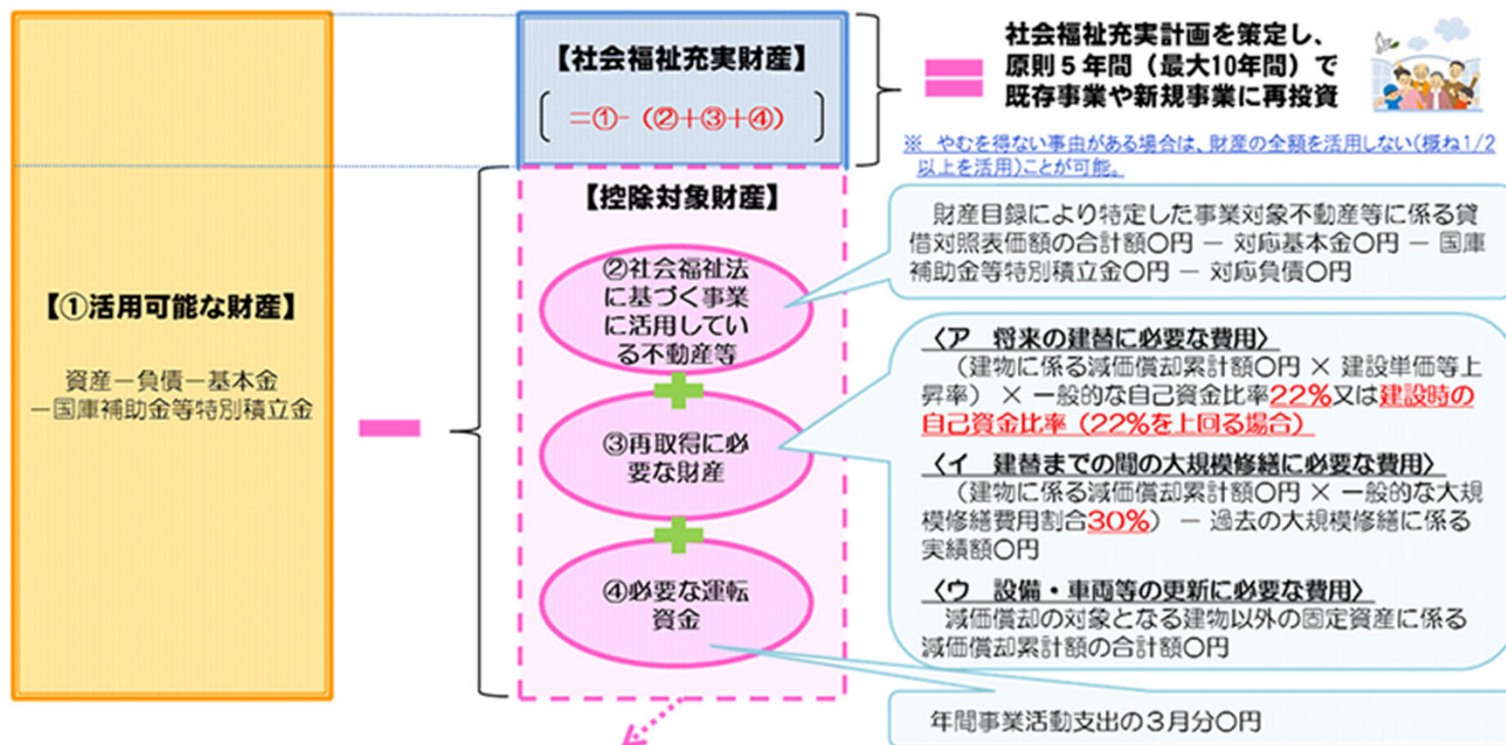 【①活用可能な財産】
資産－負債－基本金
－国庫補助金等特別積立金
【社会福祉充実財産】
＝①-（②＋③＋④）
社会福祉充実計画を策定し、
原則５年間（最大10年間）で
既存事業や新規事業に再投資
※　やむを得ない事由がある場合は、財産の全額を活用しない（概ね1/2
以上を活用）ことが可能。
【控除対象財産】
②社会福祉法
に基づく事業
に活用してい
る不動産等
財産目録により特定した事業対象不動産等に係る貸
借対照表価額の合計額〇円 － 対応基本金〇円 － 国庫
補助金等特別積立金〇円 － 対応負債〇円
③再取得に必
要な財産
〈ア　将来の建替に必要な費用〉
（建物に係る減価償却累計額〇円 × 建設単価等上
昇率） × 一般的な自己資金比率22%又は建設時の
自己資金比率（22%を上回る場合）
〈イ　建替までの間の大規模修繕に必要な費用〉
（建物に係る減価償却累計額〇円 × 一般的な大規
模修繕費用割合30%） － 過去の大規模修繕に係る
実績額〇円
〈ウ　設備・車両等の更新に必要な費用〉
減価償却の対象となる建物以外の固定資産に係る
減価償却累計額の合計額〇円
④必要な運転
資金
年間事業活動支出の３月分〇円